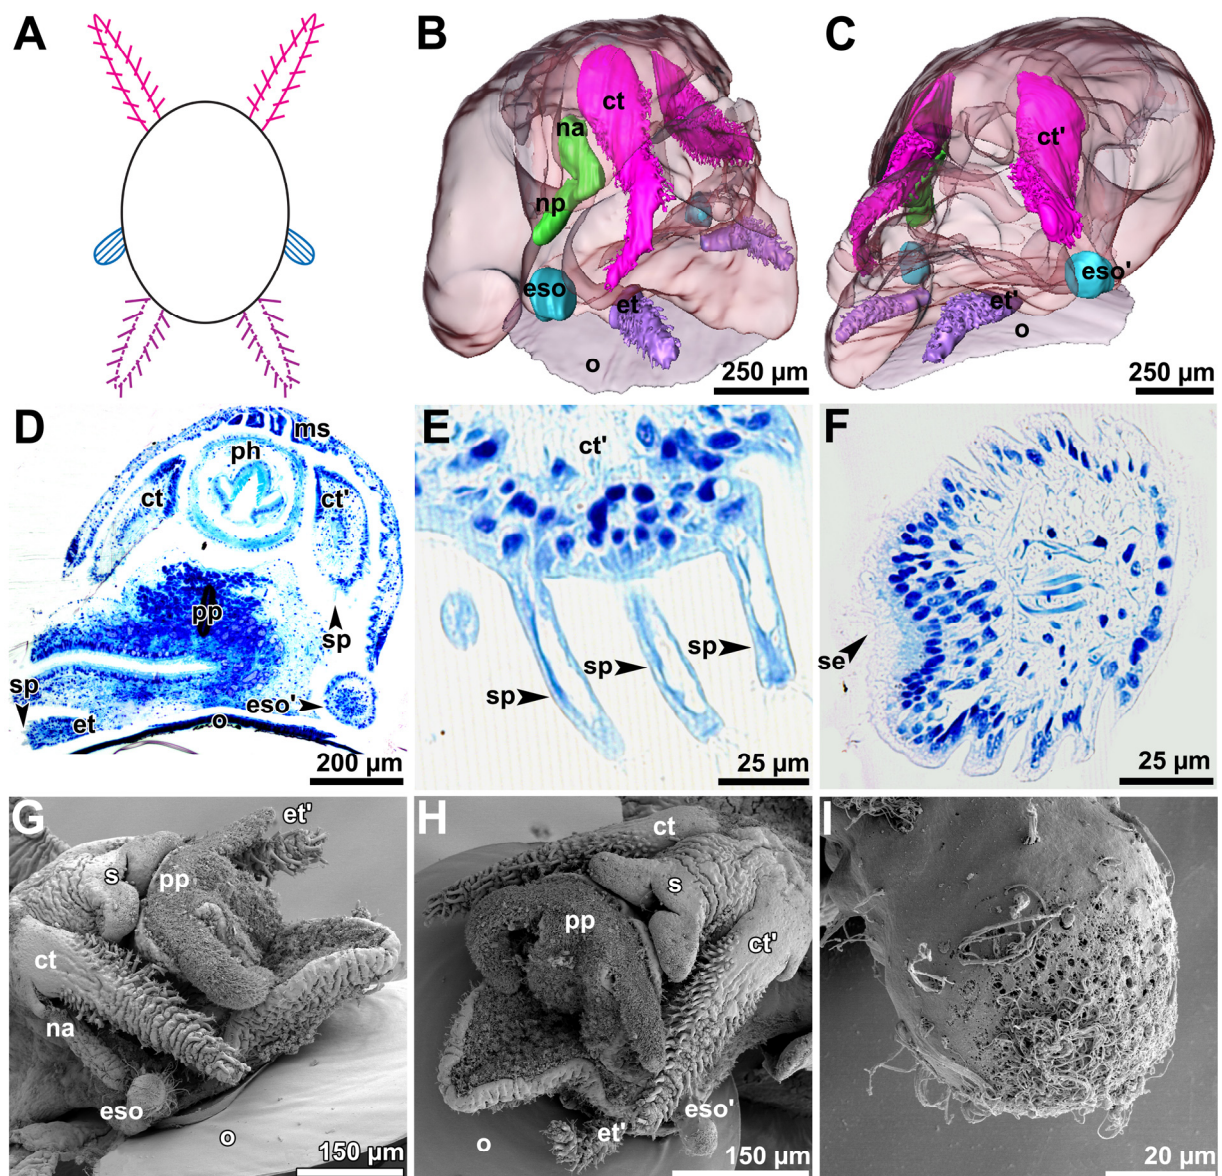 A
B
ct
na
np
eso
et
o
250 µm
C
ct'
eso'
et'
o
250 µm
D
ms
ph
ct
ct'
pp
sp
sp
eso'
et
o
200 µm
E
ct'
sp
sp
sp
25 µm
F
se
25 µm
G
et'
s
pp
ct
na
eso
o
150 µm
H
ct
s
pp
ct'
eso'
et'
o
150 µm
I
20 µm